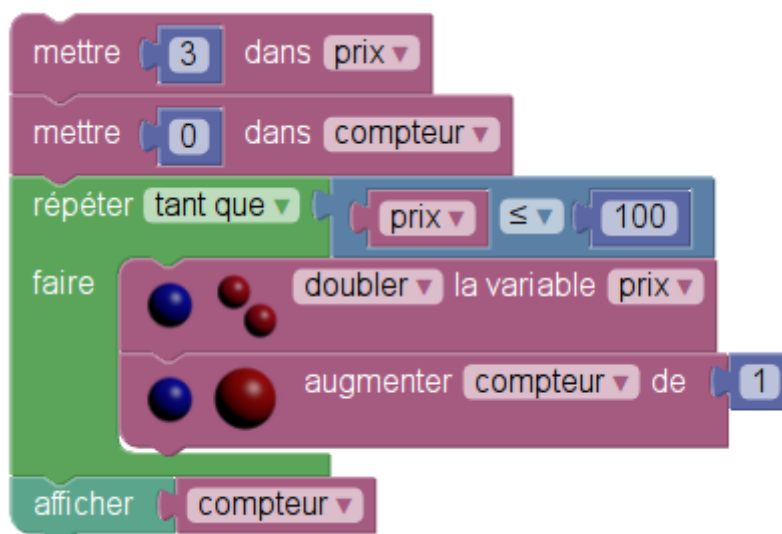 mettre 3 dans prix
mettre 0 dans compteur
répéter tant que prix ≤ 100
faire doubler la variable prix
augmenter compteur de 1
afficher compteur